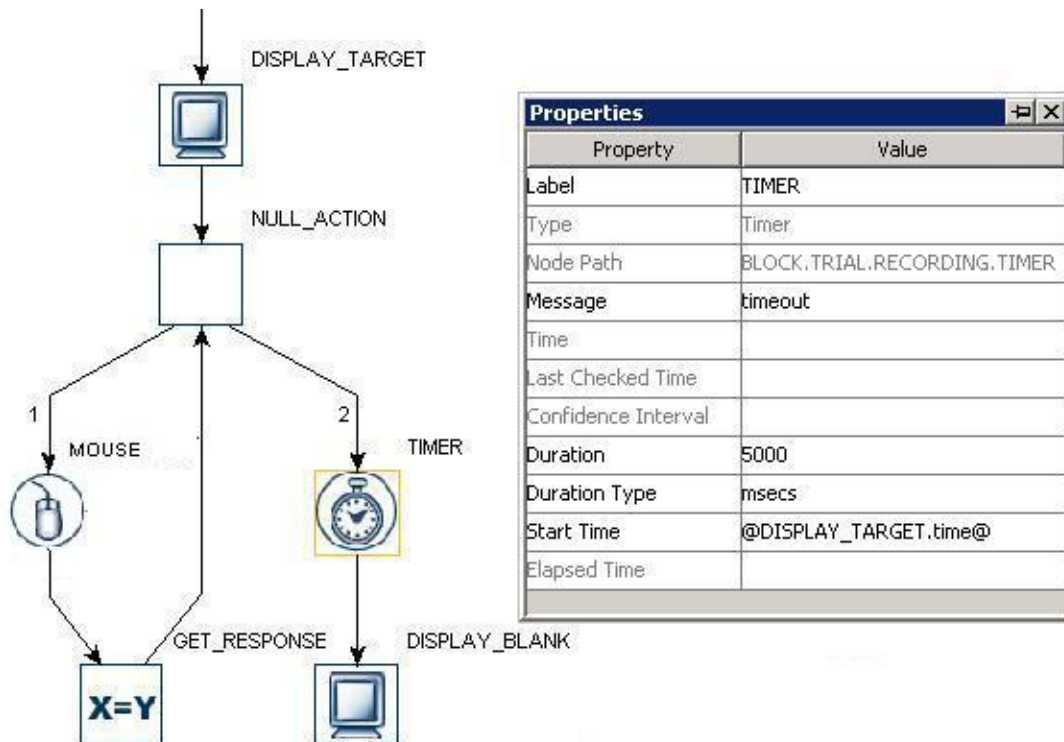 DISPLAY_TARGET
NULL_ACTION
1
2
MOUSE
TIMER
GET_RESPONSE
DISPLAY_BLANK
X=Y
Properties
Property Value
Label TIMER
Type Timer
Node Path BLOCK.TRIAL.RECORDING.TIMER
Message timeout
Time
Last Checked Time
Confidence Interval
Duration 5000
Duration Type msecs
Start Time @DISPLAY_TARGET.time@
Elapsed Time